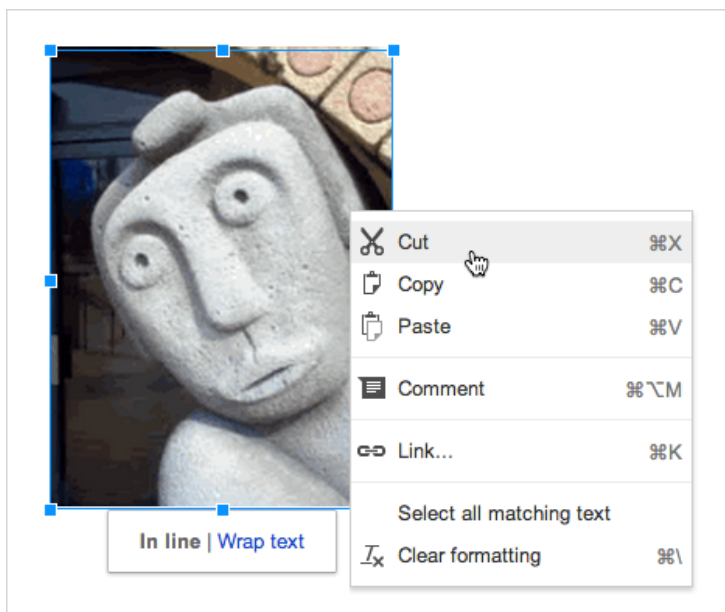 Cut ⌘X
Copy ⌘C
Paste ⌘V
Comment ⌘⌥M
Link... ⌘K
Select all matching text
In line | Wrap text
Clear formatting ⌘\